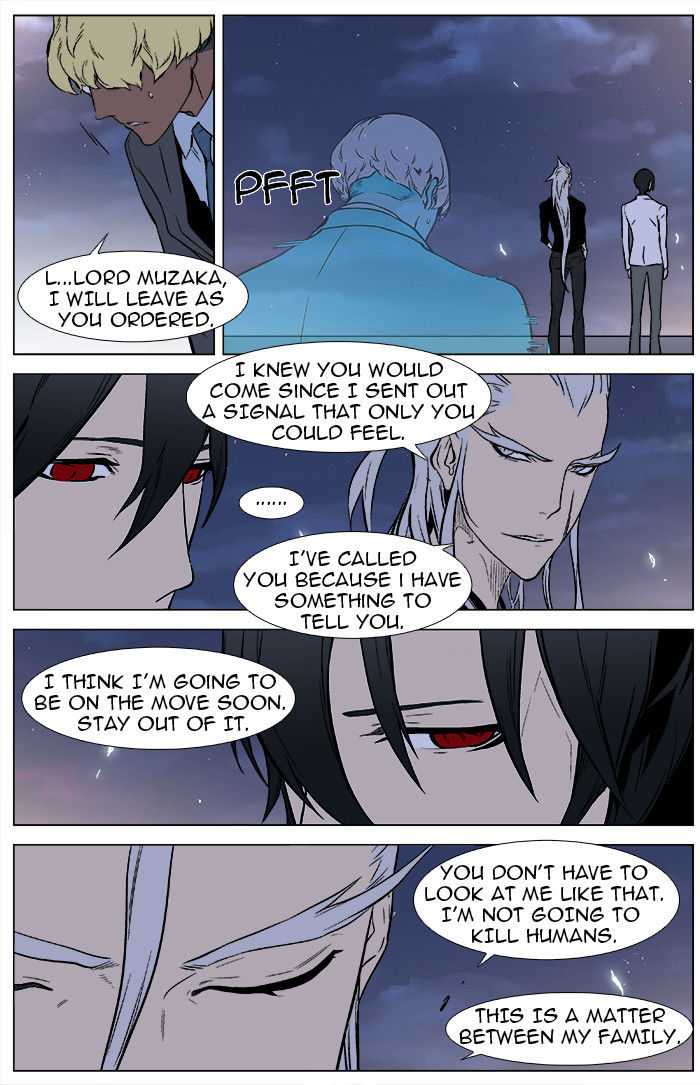 L...LORD MUZAKA,
I WILL LEAVE AS
YOU ORDERED.
PFFT
I KNEW YOU WOULD
COME SINCE I SENT OUT
A SIGNAL THAT ONLY YOU
COULD FEEL.
......
I'VE CALLED
YOU BECAUSE I HAVE
SOMETHING TO
TELL YOU.
I THINK I'M GOING TO
BE ON THE MOVE SOON.
STAY OUT OF IT.
YOU DON'T HAVE TO
LOOK AT ME LIKE THAT.
I'M NOT GOING TO
KILL HUMANS.
THIS IS A MATTER
BETWEEN MY FAMILY.